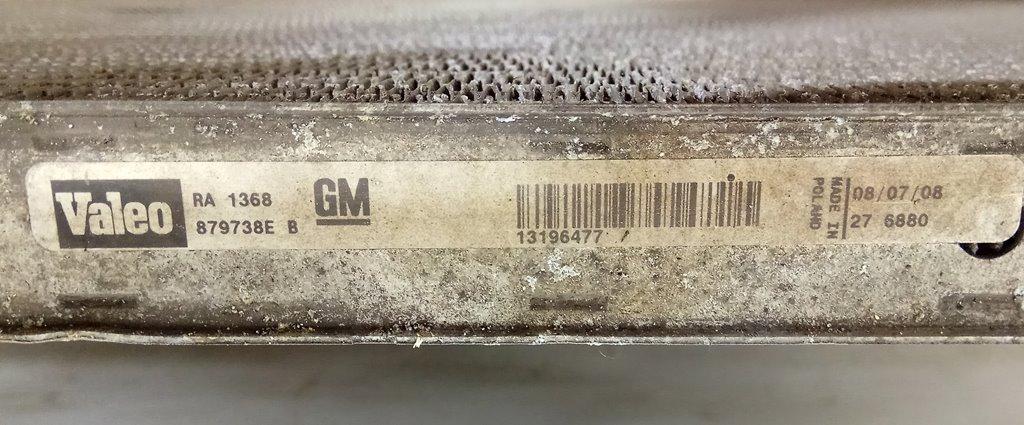 Valeo
RA 1368
879738E B
GM
13196477
MADE IN
POLAND
08/07/08
27 6880